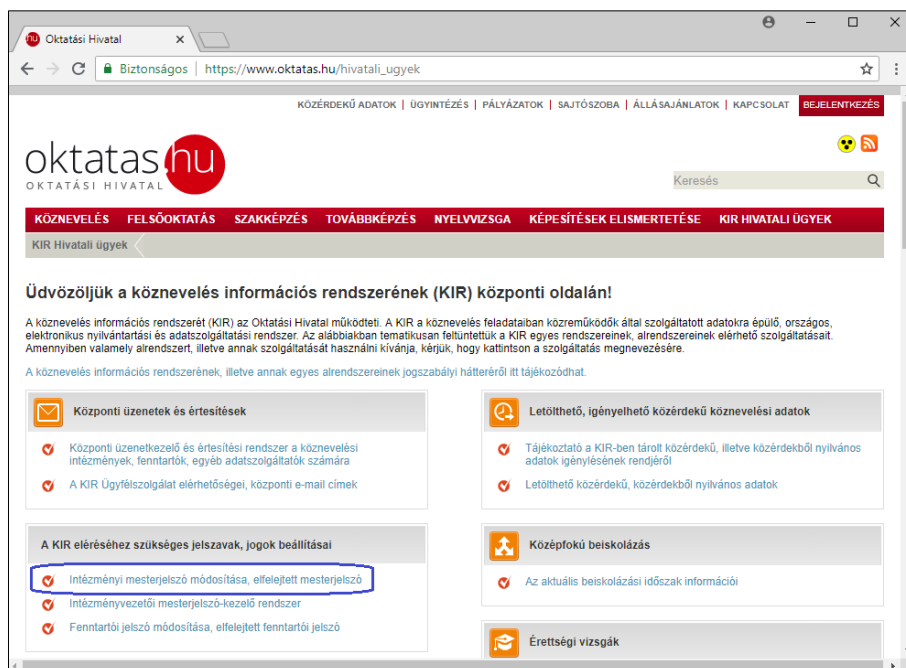 Oktatási Hivatal
Biztonságos | https://www.oktatas.hu/hivatali_ugyek
KÖZÉRDEKŰ ADATOK | ÜGYINTÉZÉS | PÁLYÁZATOK | SAJTÓSZOBA | ÁLLÁSAJÁNLATOK | KAPCSOLAT BEJELENTKEZÉS
oktatas.hu
OKTATÁSI HIVATAL
Keresés
KÖZNEVELÉS FELSŐOKTATÁS SZAKKÉPZÉS TOVÁBBKÉPZÉS NYELVVIZSGA KÉPESÍTÉSEK ELISMERTETÉSE KIR HIVATALI ÜGYEK
KIR Hivatali ügyek
Üdvözöljük a köznevelés információs rendszerének (KIR) központi oldalán!
A köznevelés információs rendszerét (KIR) az Oktatási Hivatal működteti. A KIR a köznevelés feladataiban közreműködők által szolgáltatott adatokra épülő, országos,
elektronikus nyilvántartási és adatszolgáltatási rendszer. Az alábbiakban tematikusan feltüntettük a KIR egyes rendszereinek, alrendszereinek elérhető szolgáltatásait.
Amennyiben valamely alrendszert, illetve annak szolgáltatását használni kívánja, kérjük, hogy kattintson a szolgáltatás megnevezésére.
A köznevelés információs rendszerének, illetve annak egyes alrendszereinek jogszabályi hátteréről itt tájékozódhat.
Központi üzenetek és értesítések
Központi üzenetkezelő és értesítési rendszer a köznevelési
intézmények, fenntartók, egyéb adatszolgáltatók számára
A KIR Ügyfélszolgálat elérhetőségei, központi e-mail címek
Letölthető, igényelhető közérdekű köznevelési adatok
Tájékoztató a KIR-ben tárolt közérdekű, illetve közérdekből nyilvános
adatok igénylésének rendjéről
Letölthető közérdekű, közérdekből nyilvános adatok
A KIR eléréséhez szükséges jelszavak, jogok beállításai
Intézményi mesterjelszó módosítása, elfelejtett mesterjelszó
Intézményvezetői mesterjelszó-kezelő rendszer
Fenntartói jelszó módosítása, elfelejtett fenntartói jelszó
Középfokú beiskolázás
Az aktuális beiskolázási időszak információi
Érettségi vizsgák